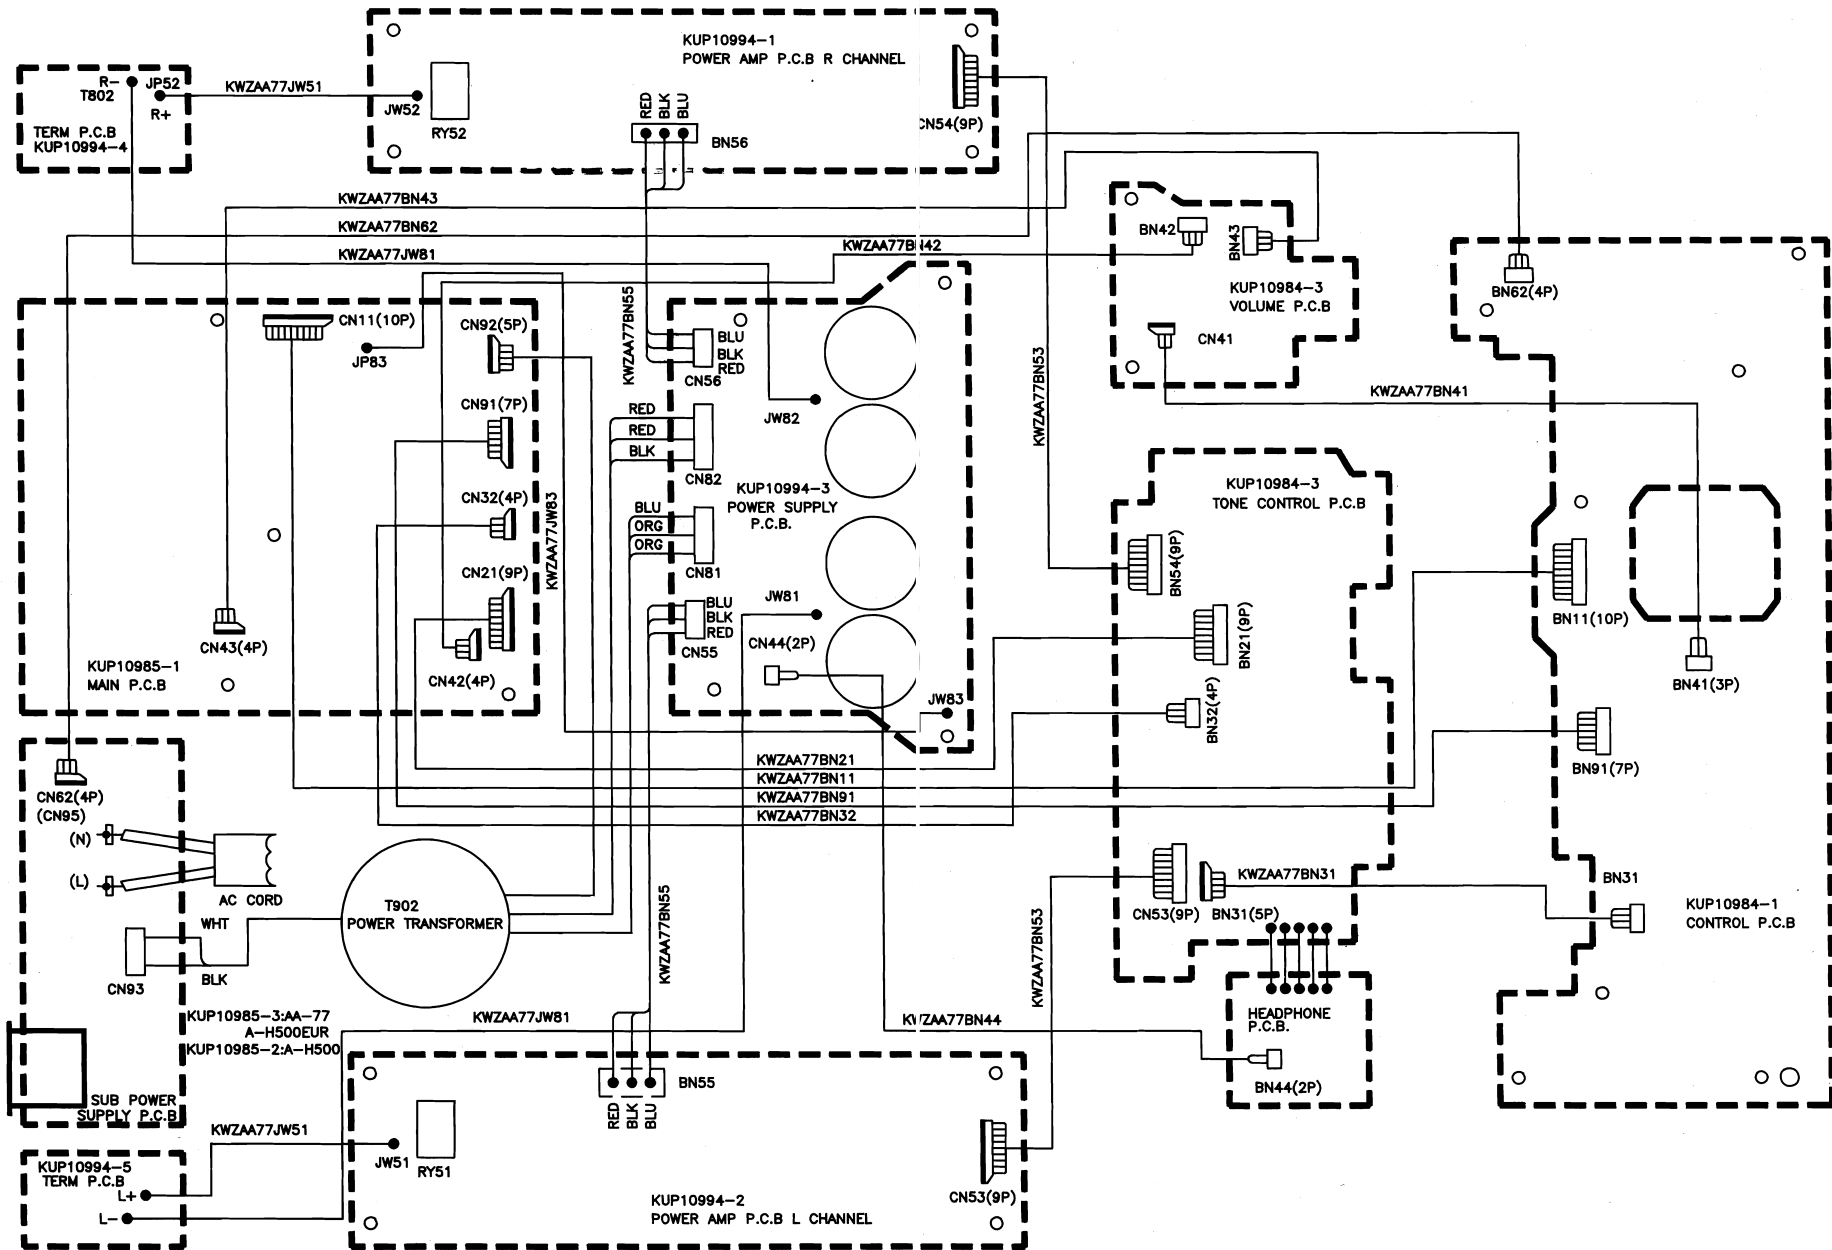 KUP10994-1
POWER AMP P.C.B R CHANNEL
R-
T802
JP52
R+
TERM P.C.B
KUP10994-4
KWZAA77JW51
JW52
RY52
RED
BLK
BLU
BN56
CN54(9P)
KWZAA77BN43
KWZAA77BN62
KWZAA77JW81
KWZAA77BN42
BN42
BN43
KUP10984-3
VOLUME P.C.B
CN41
BN62(4P)
CN11(10P)
JP83
CN92(5P)
CN91(7P)
CN32(4P)
CN21(9P)
CN42(4P)
CN43(4P)
KUP10985-1
MAIN P.C.B
KWZAA77JW83
KWZAA77BN55
BLU
BLK
RED
CN56
RED
RED
BLK
CN82
BLU
ORG
ORG
CN81
BLU
BLK
RED
CN55
JW82
KUP10994-3
POWER SUPPLY
P.C.B.
JW81
CN44(2P)
JW83
KWZAA77BN53
KWZAA77BN41
KUP10984-3
TONE CONTROL P.C.B
BN54(9P)
BN21(9P)
BN32(4P)
BN11(10P)
BN41(3P)
BN91(7P)
KWZAA77BN21
KWZAA77BN11
KWZAA77BN91
KWZAA77BN32
CN62(4P)
(CN95)
(N)
(L)
AC CORD
WHT
BLK
CN93
T902
POWER TRANSFORMER
KWZAA77BN55
CN53(9P)
BN31(5P)
KWZAA77BN31
BN31
KUP10984-1
CONTROL P.C.B
KWZAA77BN53
HEADPHONE
P.C.B.
BN44(2P)
KWZAA77BN44
KUP10985-3:AA-77
A-H500EUR
KUP10985-2:A-H500
KWZAA77JW81
SUB POWER
SUPPLY P.C.B
BN55
RED
BLK
BLU
KWZAA77JW51
JW51
RY51
KUP10994-5
TERM P.C.B
L+
L-
KUP10994-2
POWER AMP P.C.B L CHANNEL
CN53(9P)